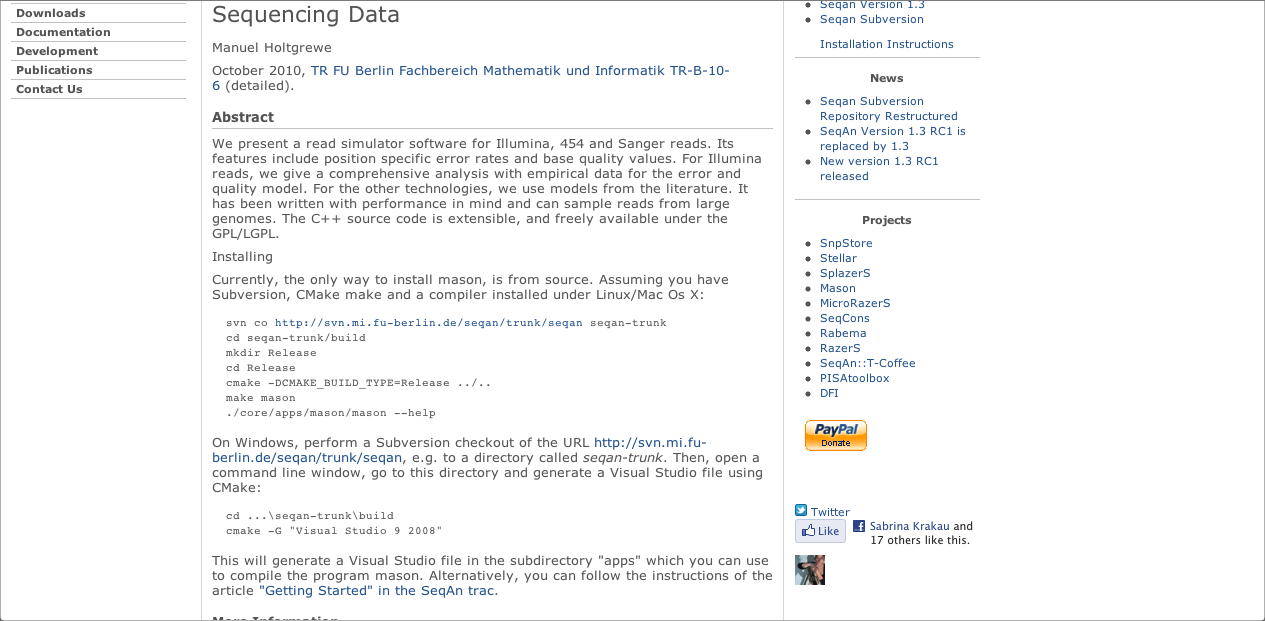 Downloads
Documentation
Development
Publications
Contact Us
Sequencing Data
Manuel Holtgrewe
October 2010, TR FU Berlin Fachbereich Mathematik und Informatik TR-B-10-
6 (detailed).
Abstract
We present a read simulator software for Illumina, 454 and Sanger reads. Its
features include position specific error rates and base quality values. For Illumina
reads, we give a comprehensive analysis with empirical data for the error and
quality model. For the other technologies, we use models from the literature. It
has been written with performance in mind and can sample reads from large
genomes. The C++ source code is extensible, and freely available under the
GPL/LGPL.
Installing
Currently, the only way to install mason, is from source. Assuming you have
Subversion, CMake make and a compiler installed under Linux/Mac Os X:
svn co http://svn.mi.fu-berlin.de/seqan/trunk/seqan seqan-trunk
cd seqan-trunk/build
mkdir Release
cd Release
cmake -DCMAKE_BUILD_TYPE=Release ../..
make mason
./core/apps/mason/mason --help
On Windows, perform a Subversion checkout of the URL http://svn.mi.fu-
berlin.de/seqan/trunk/seqan, e.g. to a directory called seqan-trunk. Then, open a
command line window, go to this directory and generate a Visual Studio file using
CMake:
cd ...\seqan-trunk\build
cmake -G "Visual Studio 9 2008"
This will generate a Visual Studio file in the subdirectory "apps" which you can use
to compile the program mason. Alternatively, you can follow the instructions of the
article "Getting Started" in the SeqAn trac.
More Information
Seqan Version 1.3
Seqan Subversion
Installation Instructions
News
Seqan Subversion
Repository Restructured
SeqAn Version 1.3 RC1 is
replaced by 1.3
New version 1.3 RC1
released
Projects
SnpStore
Stellar
SplazerS
Mason
MicroRazerS
SeqCons
Rabema
RazerS
SeqAn::T-Coffee
PISAtoolbox
DFI
PayPal
Donate
Twitter
Like
Sabrina Krakau and
17 others like this.